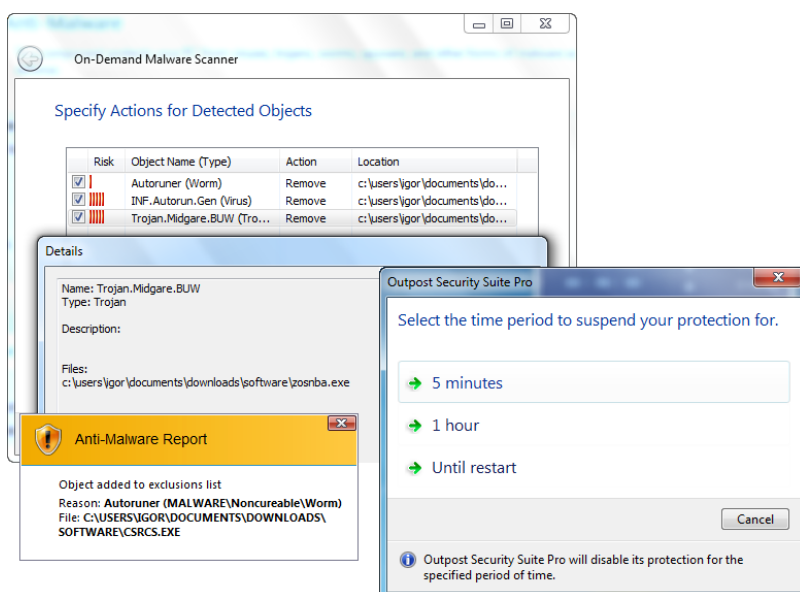 Anti-Malware
On-Demand Malware Scanner
Specify Actions for Detected Objects
Risk Object Name (Type) Action Location
Autoruner (Worm) Remove c:\users\igor\documents\do...
INF.Autorun.Gen (Virus) Remove c:\users\igor\documents\do...
Trojan.Midgare.BUW (Tro... Remove c:\users\igor\documents\do...
Details
Name: Trojan.Midgare.BUW
Type: Trojan
Description:
Files:
c:\users\igor\documents\downloads\software\zosnba.exe
Anti-Malware Report
Object added to exclusions list
Reason: Autoruner (MALWARE\Noncureable\Worm)
File: C:\USERS\IGOR\DOCUMENTS\DOWNLOADS\
SOFTWARE\CSRCS.EXE
Outpost Security Suite Pro
Select the time period to suspend your protection for.
5 minutes
1 hour
Until restart
Cancel
Outpost Security Suite Pro will disable its protection for the
specified period of time.